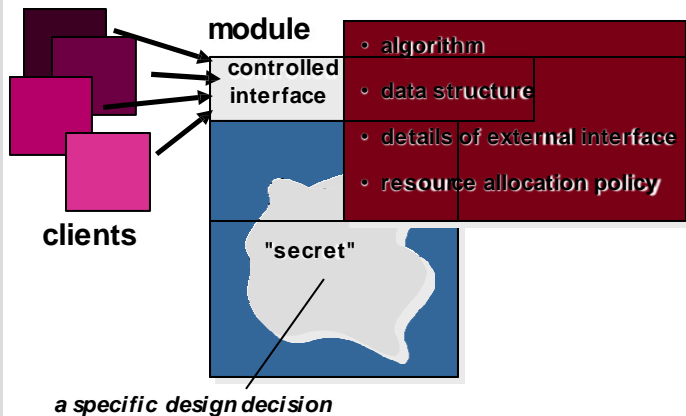 module
• algorithm
controlled
interface
• data structure
• details of external interface
• resource allocation policy
clients
"secret"
a specific design decision